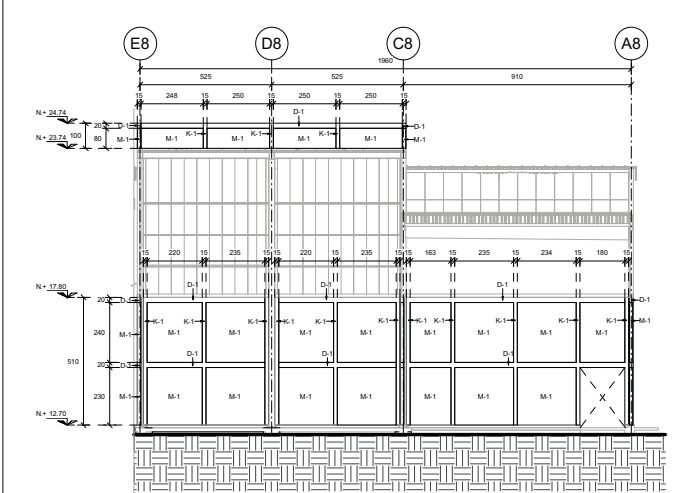 E8 D8 C8 A8
1960
525 525 910
15 248 15 250 15 250 15 250 15
D-1
N.+ 24.74
20 D-1 D-1
K-1 K-1 K-1
N.+ 23.74 100 80 M-1 M-1 M-1 M-1 M-1 M-1
15 220 15 235 15 15 220 15 235 15 15 163 15 235 15 234 15 180 15
D-1 D-1 D-1
N.+ 17.80
20 D-1 D-1
K-1 K-1 K-1 K-1 K-1 K-1 K-1 K-1 M-1
240 M-1 M-1 M-1 M-1 M-1 M-1 M-1 M-1 M-1
510
D-1 D-1 D-1
20 D-1
230 M-1 M-1 M-1 M-1 M-1 M-1 M-1 M-1 X
N.+ 12.70